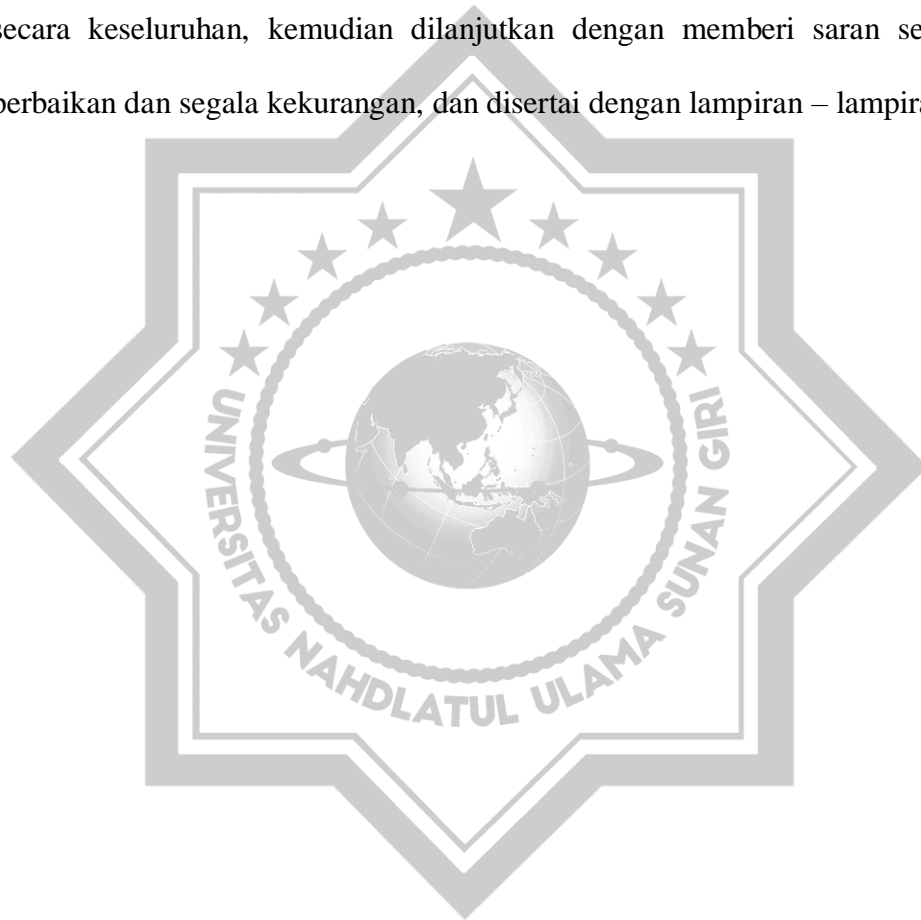 secara keseluruhan, kemudian dilanjutkan dengan memberi saran se
perbaikan dan segala kekurangan, dan disertai dengan lampiran – lampira
UNIVERSITAS NAHDLATUL ULAMA SUNAN GIRI